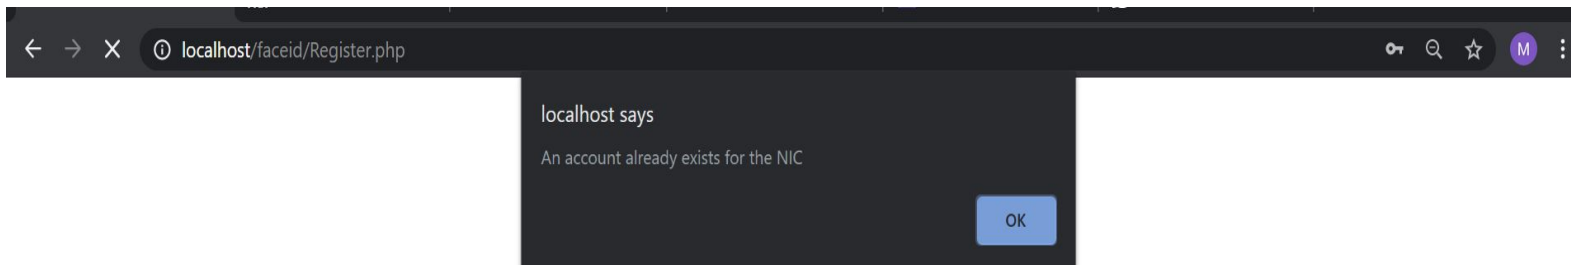 localhost/faceid/Register.php
M
localhost says
An account already exists for the NIC
OK